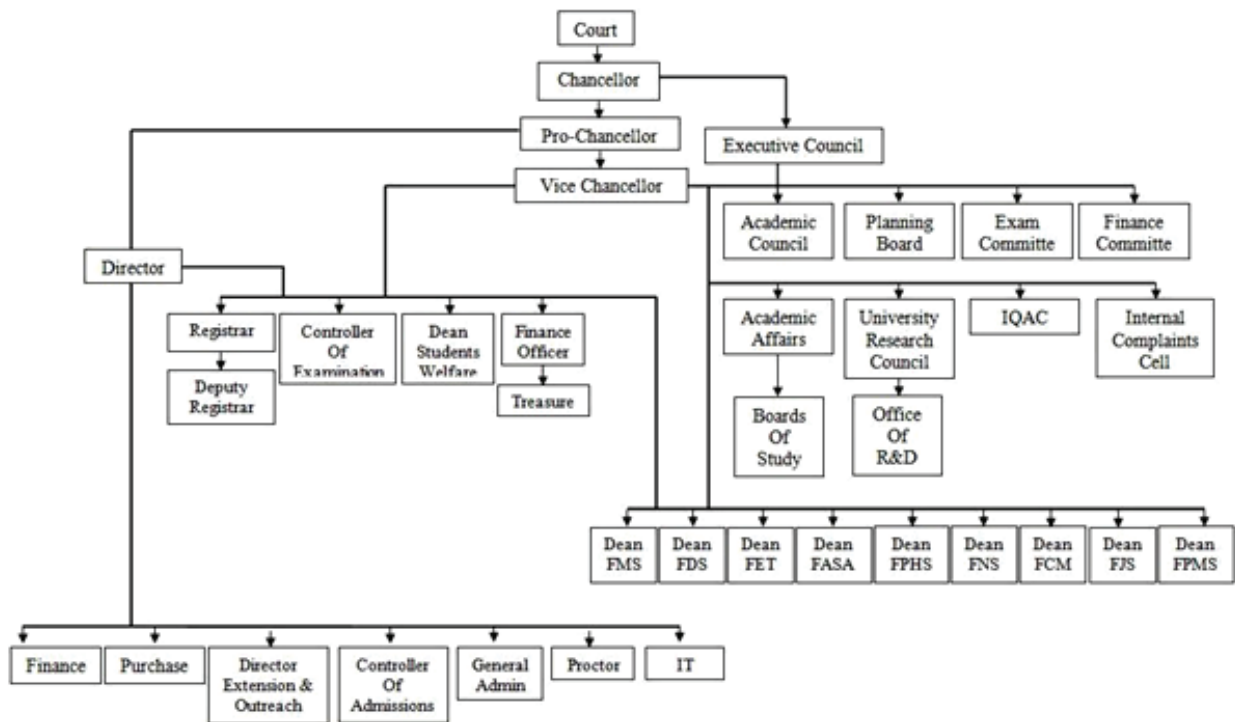 Court
Chancellor
Pro-Chancellor
Executive Council
Vice Chancellor
Academic
Council
Planning
Board
Exam
Committe
Finance
Committe
Director
Registrar
Controller
Of
Examination
Dean
Students
Welfare
Finance
Officer
Academic
Affairs
University
Research
Council
IQAC
Internal
Complaints
Cell
Deputy
Registrar
Treasure
Boards
Of
Study
Office
Of
R&D
Dean
FMS
Dean
FDS
Dean
FET
Dean
FASA
Dean
FPHS
Dean
FNS
Dean
FCM
Dean
FJS
Dean
FPMS
Finance
Purchase
Director
Extension &
Outreach
Controller
Of
Admissions
General
Admin
Proctor
IT